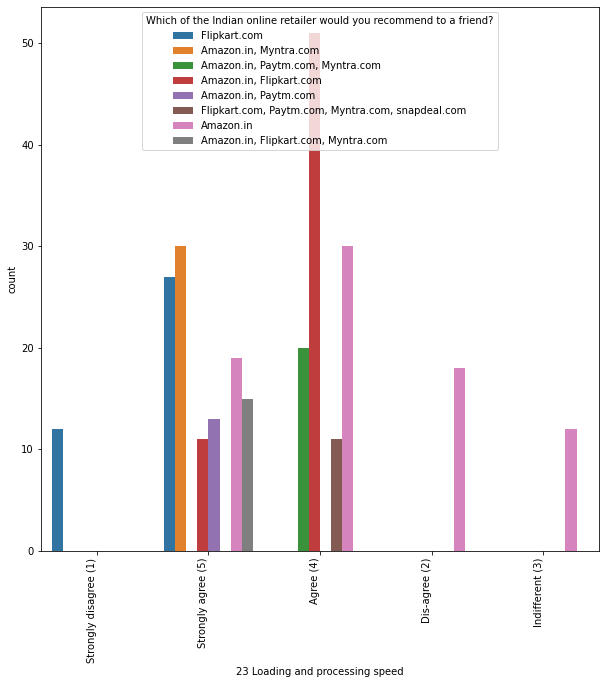 Which of the Indian online retailer would you recommend to a friend?
Flipkart.com
Amazon.in, Myntra.com
Amazon.in, Paytm.com, Myntra.com
Amazon.in, Flipkart.com
Amazon.in, Paytm.com
Flipkart.com, Paytm.com, Myntra.com, snapdeal.com
Amazon.in
Amazon.in, Flipkart.com, Myntra.com
50
40
30
20
10
0
count
Strongly disagree (1)
Strongly agree (5)
Agree (4)
Dis-agree (2)
Indifferent (3)
23 Loading and processing speed